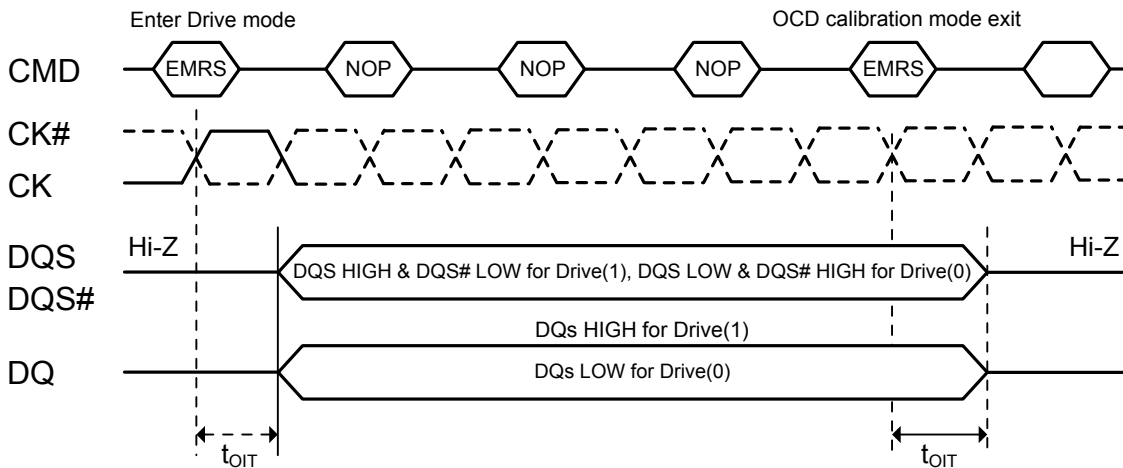 Enter Drive mode
OCD calibration mode exit
CMD
EMRS
NOP
NOP
NOP
EMRS
CK#
CK
Hi-Z
Hi-Z
DQS
DQS HIGH & DQS# LOW for Drive(1), DQS LOW & DQS# HIGH for Drive(0)
DQS#
DQs HIGH for Drive(1)
DQ
DQs LOW for Drive(0)
tOIT
tOIT